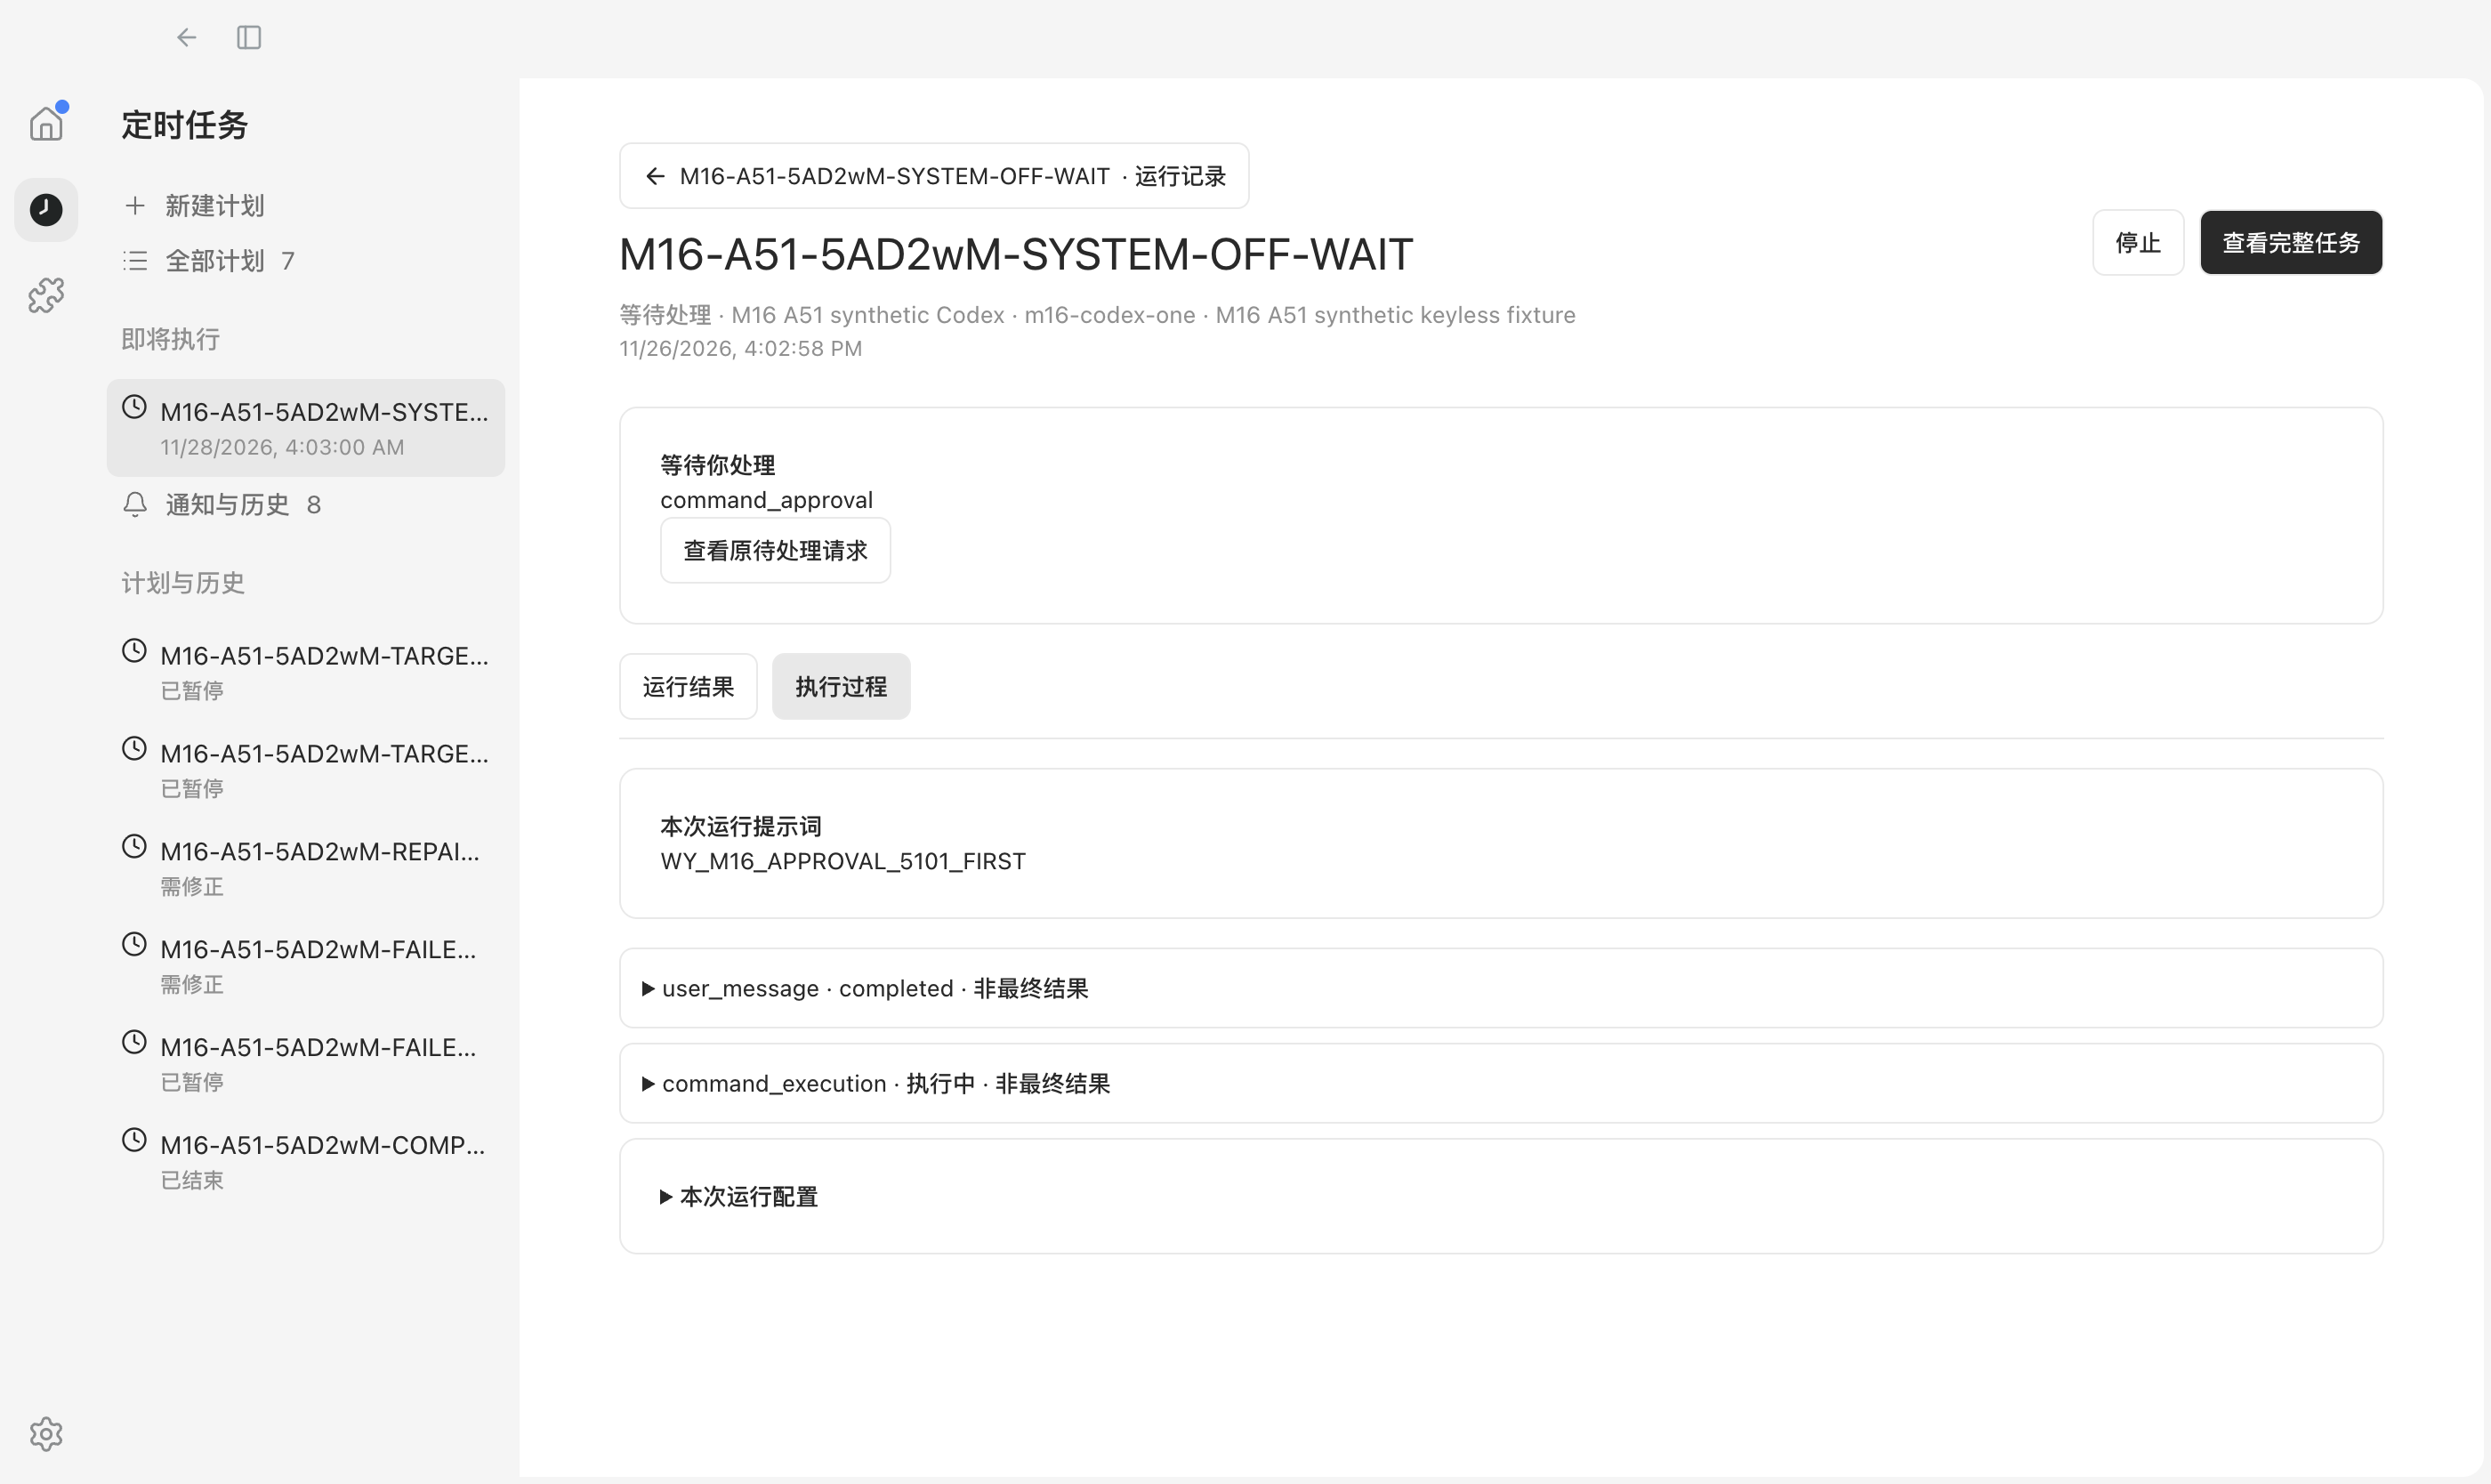 定时任务
新建计划
全部计划 7
即将执行
M16-A51-5AD2wM-SYSTE...
11/28/2026, 4:03:00 AM
通知与历史 8
计划与历史
M16-A51-5AD2wM-TARGE...
已暂停
M16-A51-5AD2wM-TARGE...
已暂停
M16-A51-5AD2wM-REPAI...
需修正
M16-A51-5AD2wM-FAILE...
需修正
M16-A51-5AD2wM-FAILE...
已暂停
M16-A51-5AD2wM-COMP...
已结束
M16-A51-5AD2wM-SYSTEM-OFF-WAIT · 运行记录
M16-A51-5AD2wM-SYSTEM-OFF-WAIT
停止
查看完整任务
等待处理 · M16 A51 synthetic Codex · m16-codex-one · M16 A51 synthetic keyless fixture
11/26/2026, 4:02:58 PM
等待你处理
command_approval
查看原待处理请求
运行结果
执行过程
本次运行提示词
WY_M16_APPROVAL_5101_FIRST
user_message · completed · 非最终结果
command_execution · 执行中 · 非最终结果
本次运行配置